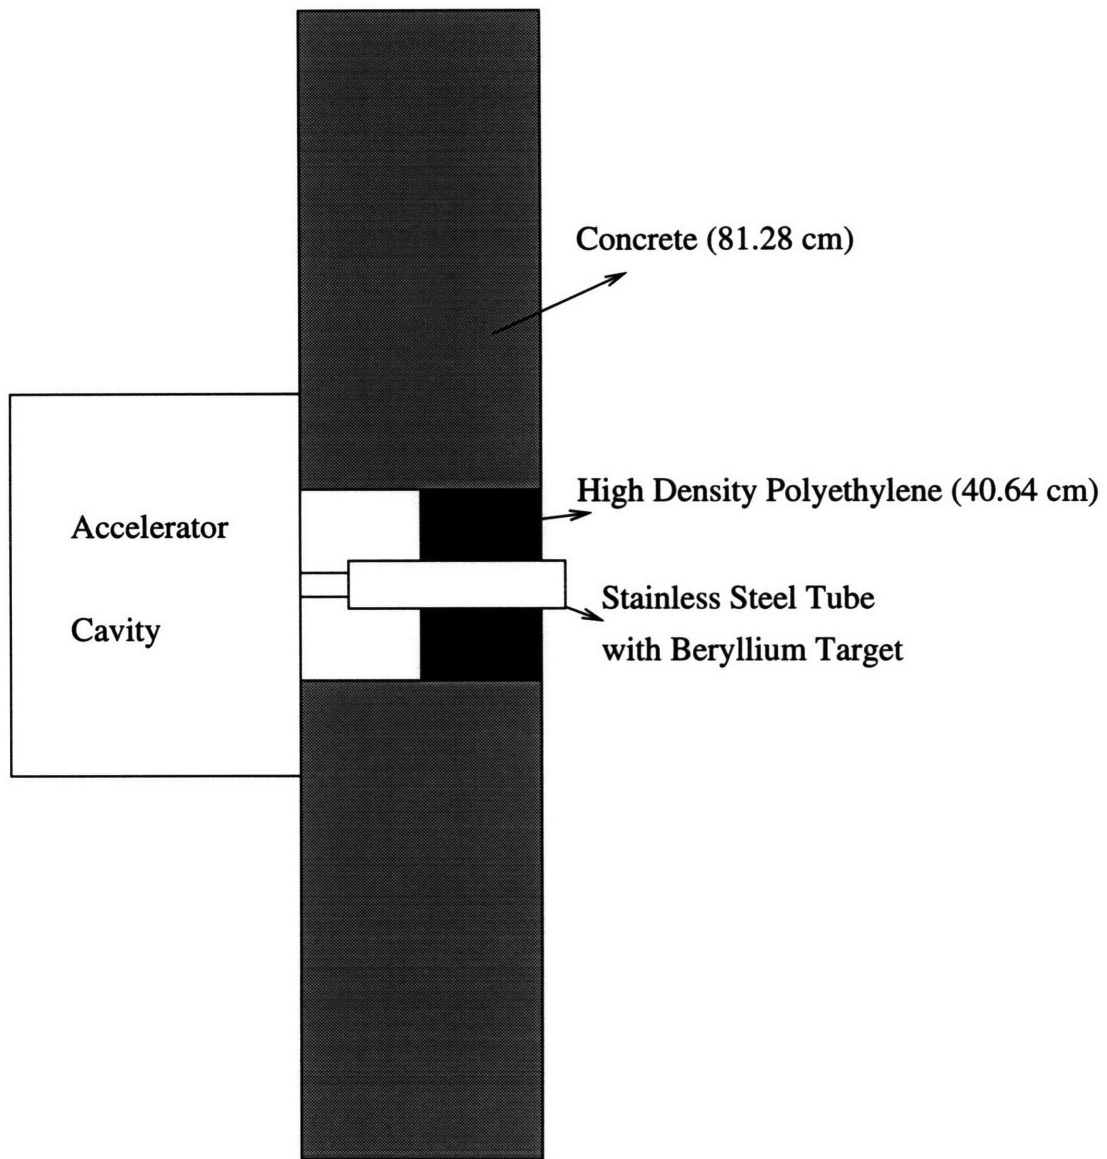 Concrete (81.28 cm)
High Density Polyethylene (40.64 cm)
Accelerator
Cavity
Stainless Steel Tube
with Beryllium Target